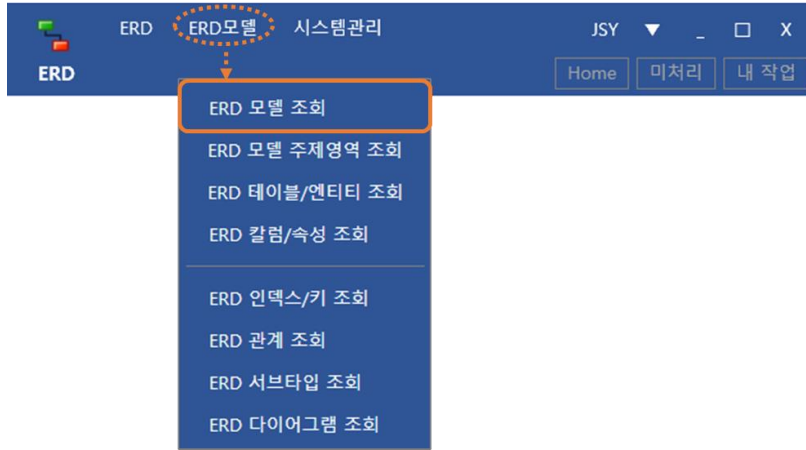 ERD ERD모델 시스템관리 JSY ▼ _ □ X
ERD Home 미처리 내 작업
ERD 모델 조회
ERD 모델 주제영역 조회
ERD 테이블/엔티티 조회
ERD 칼럼/속성 조회
ERD 인덱스/키 조회
ERD 관계 조회
ERD 서브타입 조회
ERD 다이어그램 조회